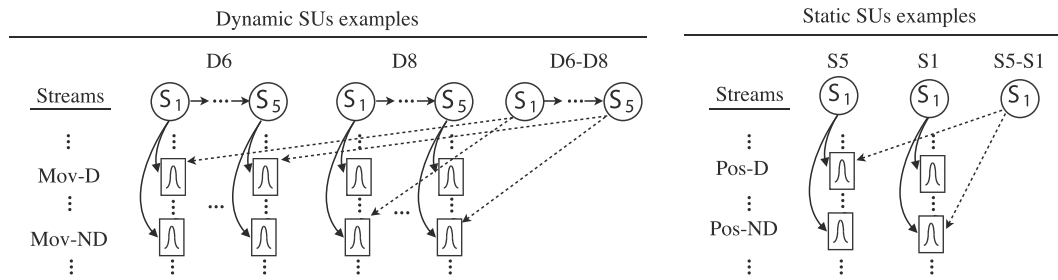 Dynamic SUs examples
Static SUs examples
D6 D8 D6-D8
S5 S1 S5-S1
Streams S1 ... S5 S1 ... S5 S1 ... S5
Streams S1 S1 S1
Mov-D
Pos-D
Mov-ND
Pos-ND